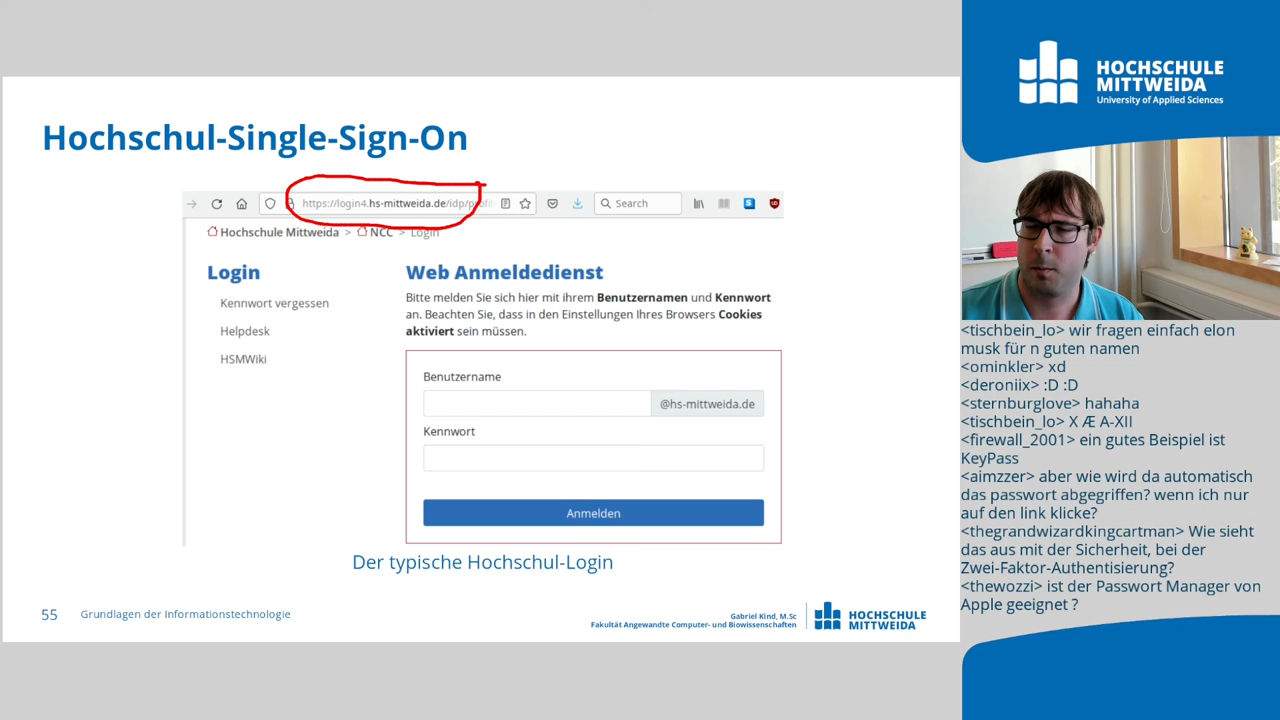 Hochschul-Single-Sign-On
https://login4.hs-mittweida.de/idp/profil
Search
Hochschule Mittweida > NCC > Login
Login
Kennwort vergessen
Helpdesk
HSMWiki
Web Anmeldedienst
Bitte melden Sie sich hier mit ihrem Benutzernamen und Kennwort
an. Beachten Sie, dass in den Einstellungen Ihres Browsers Cookies
aktiviert sein müssen.
Benutzername
@hs-mittweida.de
Kennwort
Anmelden
Der typische Hochschul-Login
55
Grundlagen der Informationstechnologie
Gabriel Kind, M.Sc
Fakultät Angewandte Computer- und Biowissenschaften
HOCHSCHULE
MITTWEIDA
HOCHSCHULE
MITTWEIDA
University of Applied Sciences
<tischbein_lo> wir fragen einfach elon
musk für n guten namen
<ominkler> xd
<deroniix> :D :D
<sternburglove> hahaha
<tischbein_lo> X Æ A-XII
<firewall_2001> ein gutes Beispiel ist
KeyPass
<aimzzer> aber wie wird da automatisch
das passwort abgegriffen? wenn ich nur
auf den link klicke?
<thegrandwizardkingcartman> Wie sieht
das aus mit der Sicherheit, bei der
Zwei-Faktor-Authentisierung?
<thewozzi> ist der Passwort Manager von
Apple geeignet ?